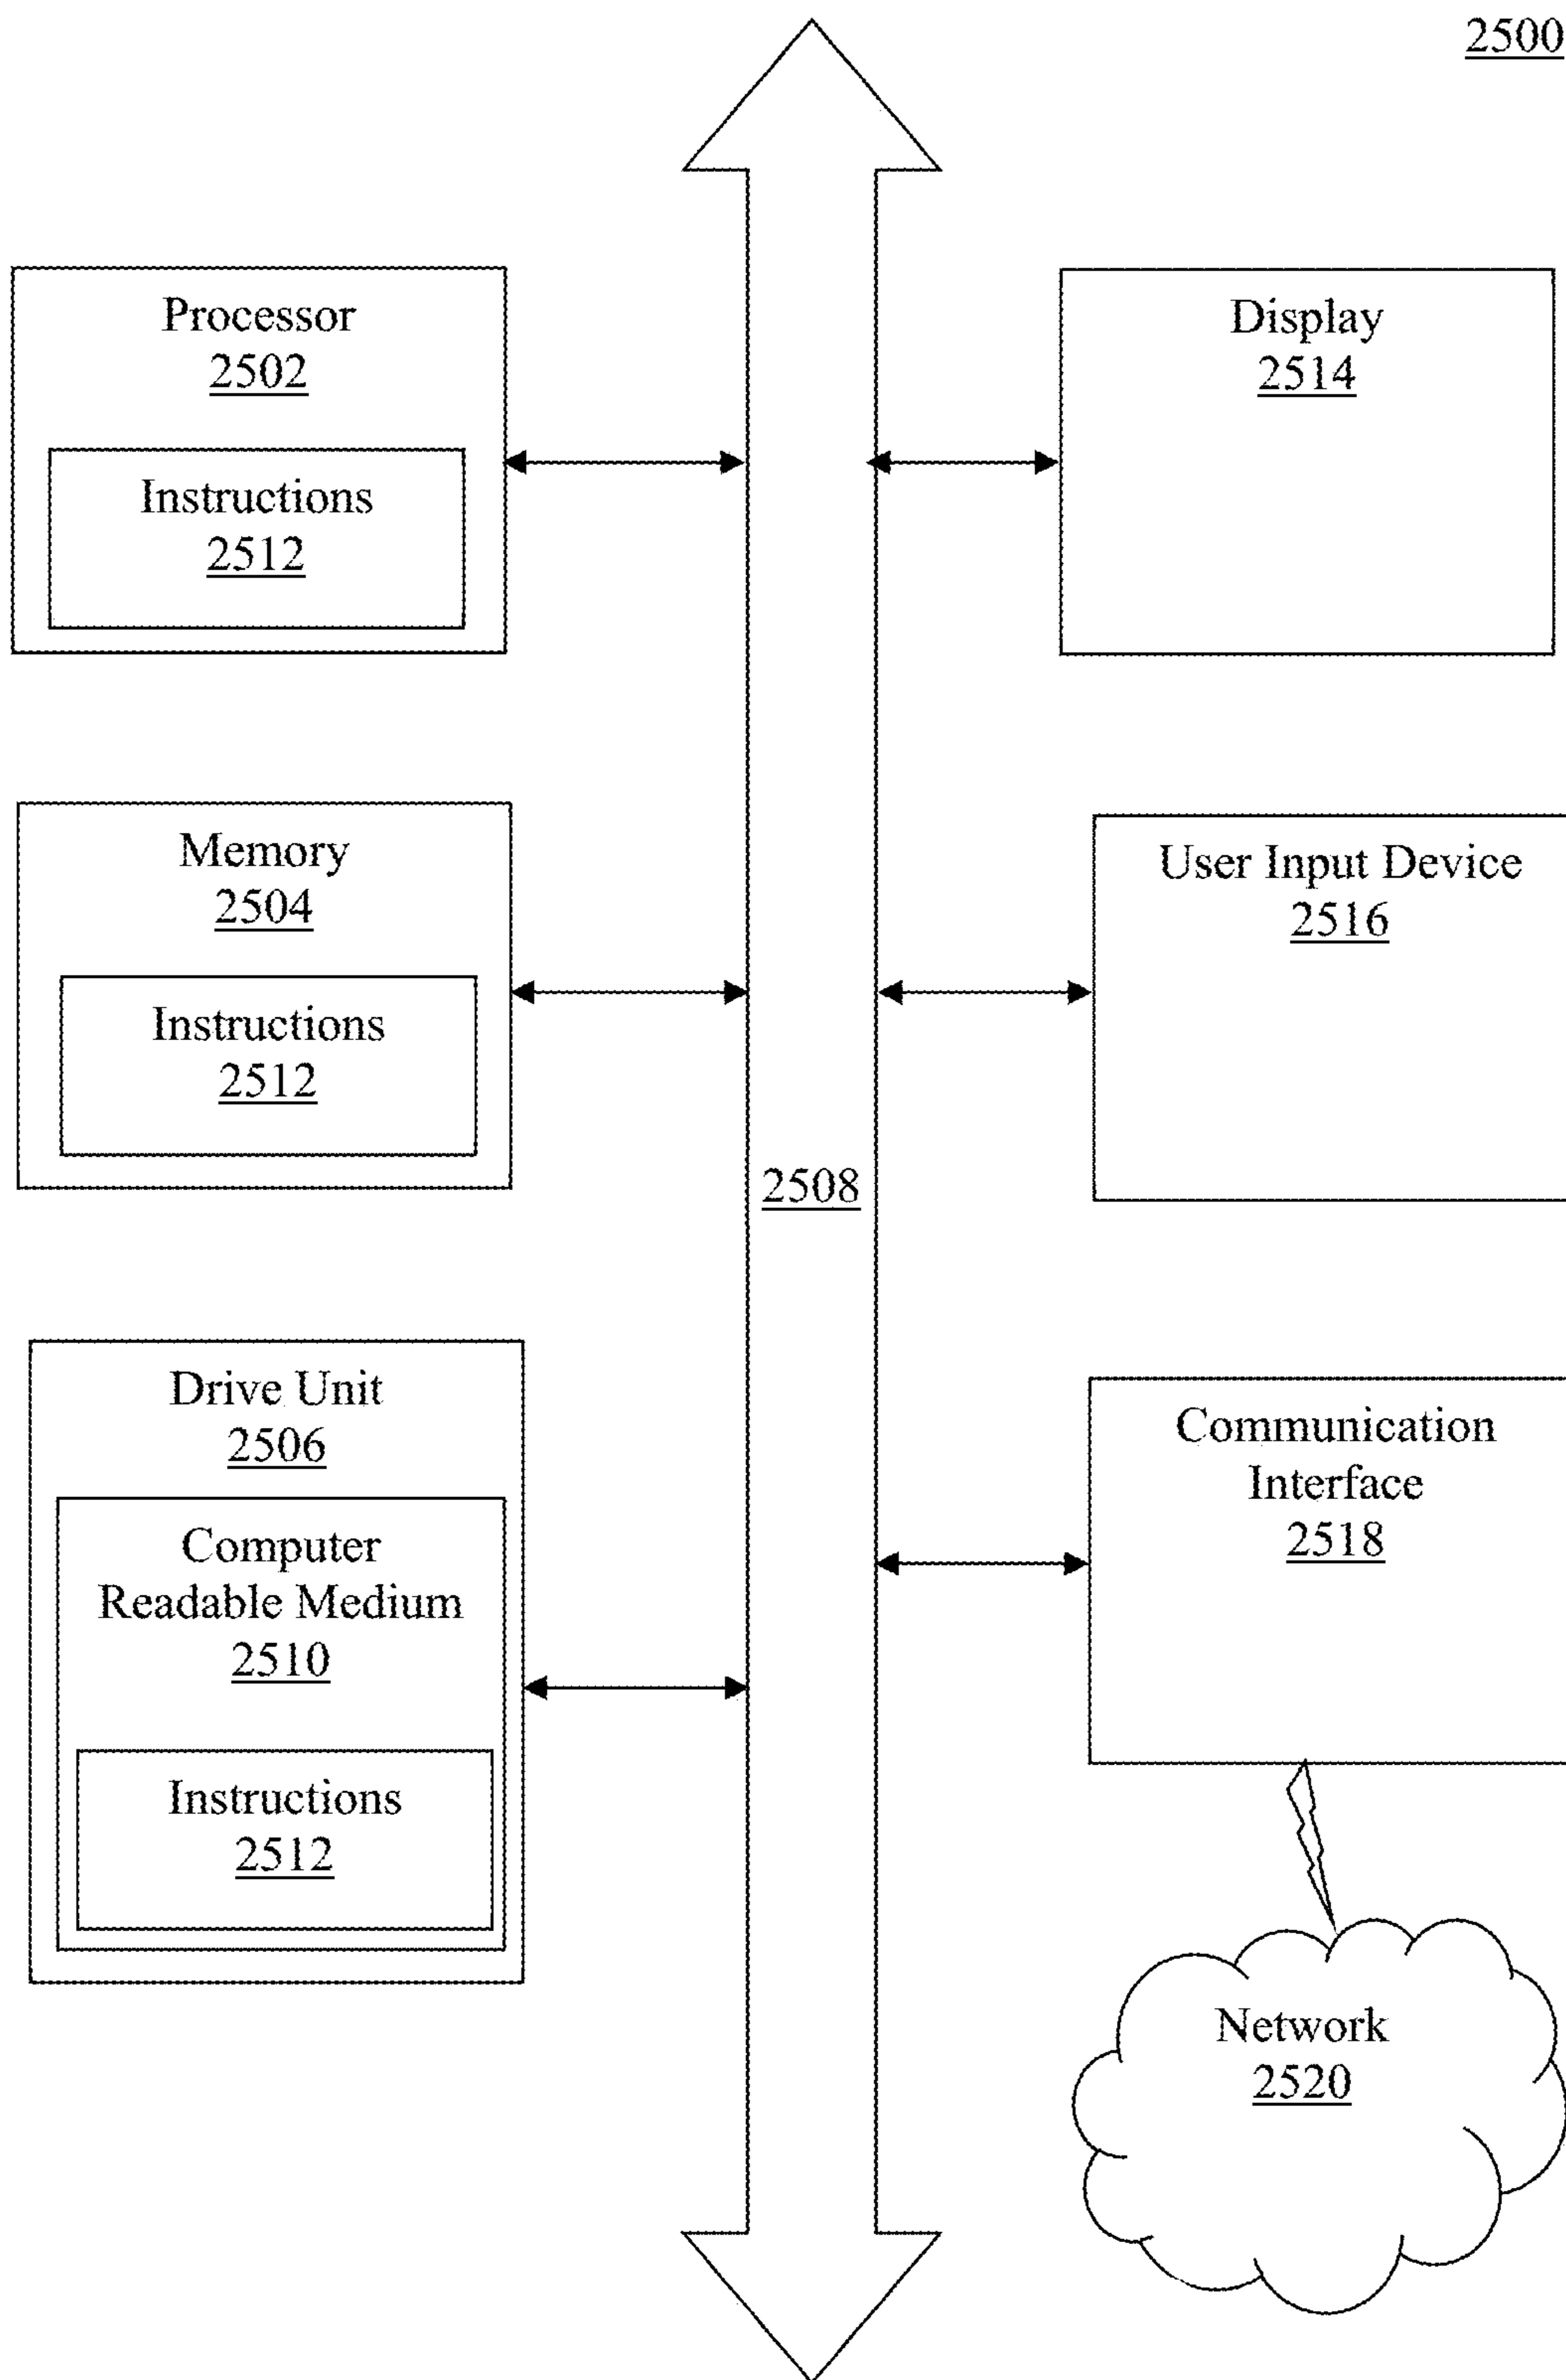 2500
Processor
2502
Instructions
2512
Memory
2504
Instructions
2512
Drive Unit
2506
Computer
Readable Medium
2510
Instructions
2512
2508
Display
2514
User Input Device
2516
Communication
Interface
2518
Network
2520